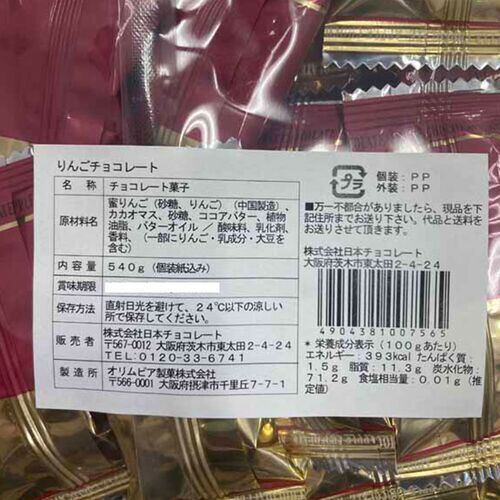 りんごチョコレート
名 称 チョコレート菓子
原材料名 蜜りんご(砂糖、りんご)(中国製造)、
カカオマス、砂糖、ココアバター、植物
油脂、バターオイル/酸味料、乳化剤、
香料、(一部にりんご・乳成分・大豆を
含む)
内容量 540g(個装紙込み)
賞味期限
保存方法 直射日光を避けて、24℃以下の涼しい
所で保存してください。
販売者 株式会社日本チョコレート
〒567-0012 大阪府茨木市東太田2-4-24
TEL:0120-33-6741
製造所 オリムピア製菓株式会社
〒566-0001 大阪府摂津市千里丘7-7-1
プラ
個装:PP
外装:PP
■万一不都合がありましたら、現品を下
記住所までお送り下さい。代品と送料を
お送りさせて頂きます。
株式会社日本チョコレート
大阪府茨木市東太田2-4-24
4904381007565
*栄養成分表示(100gあたり)
エネルギー:393kcalたんぱく質:
1.5g 脂質:11.3g 炭水化物:
71.2g 食塩相当量:0.01g(推
定値)